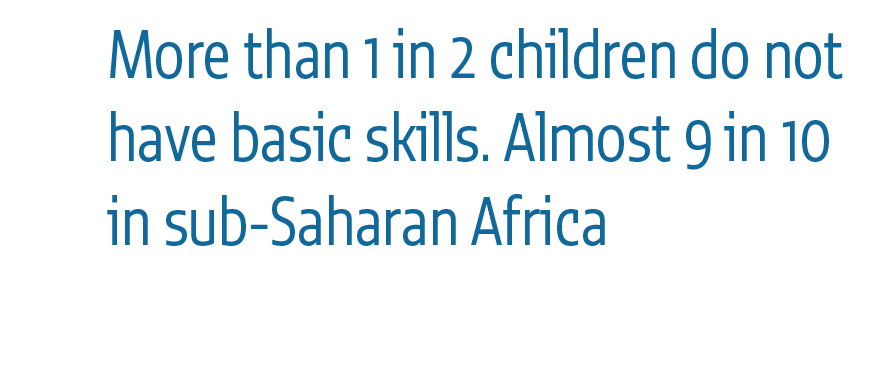 More than 1 in 2 children do not
have basic skills. Almost 9 in 10
in sub-Saharan Africa